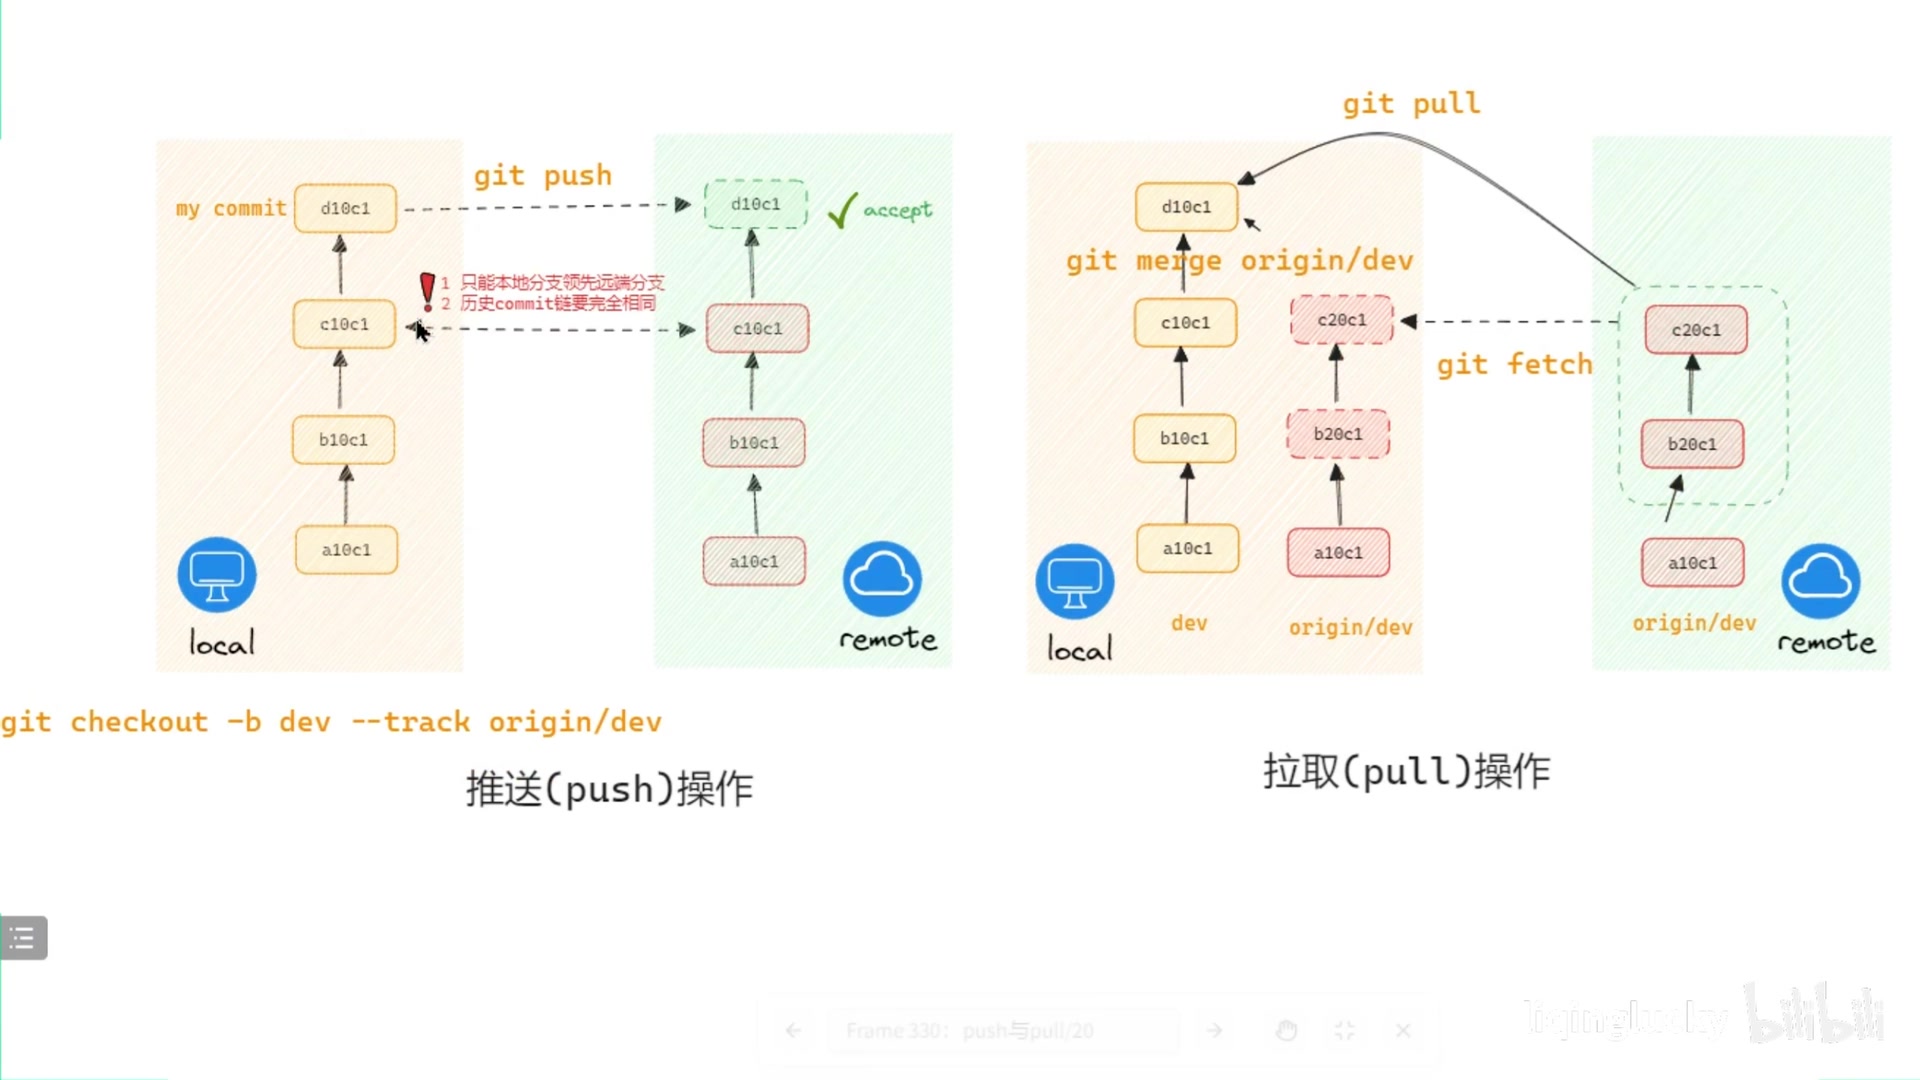 git push
my commit
d10c1
d10c1
accept
1 只能本地分支领先远端分支
2 历史commit链要完全相同
c10c1
c10c1
b10c1
b10c1
a10c1
a10c1
local
remote
git checkout -b dev --track origin/dev
推送(push)操作
git pull
d10c1
git merge origin/dev
c10c1
c20c1
c20c1
git fetch
b10c1
b20c1
b20c1
a10c1
a10c1
a10c1
dev
origin/dev
origin/dev
local
remote
拉取(pull)操作
Frame 330: push与pull/20
liqinglucky
bilibili